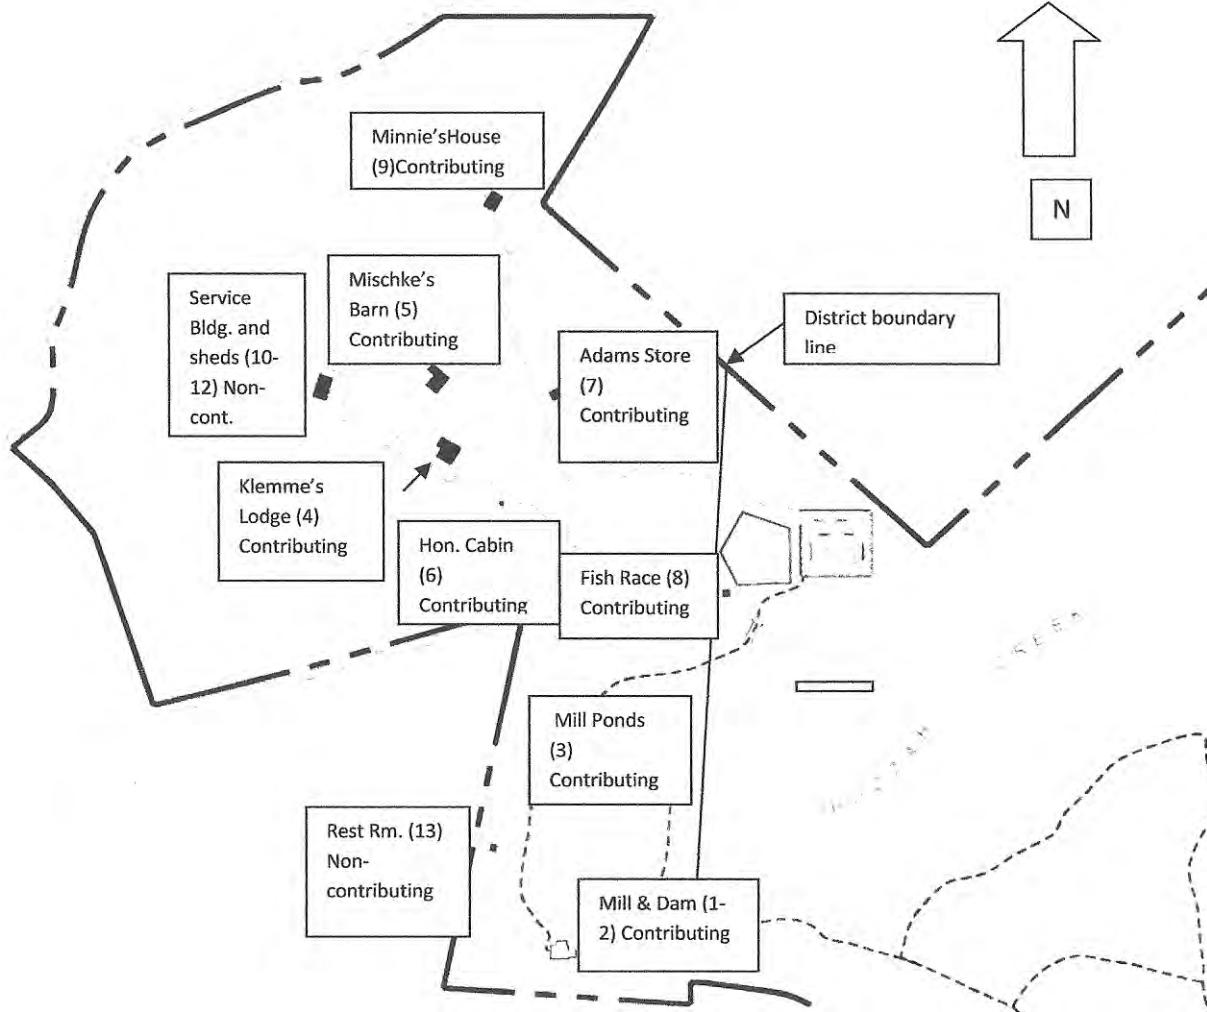 Minnie'sHouse
(9)Contributing
N
Mischke's
Barn (5)
Contributing
Service
Bldg. and
sheds (10-
12) Non-
cont.
District boundary
line
Adams Store
(7)
Contributing
Klemme's
Lodge (4)
Contributing
Hon. Cabin
(6)
Contributing
Fish Race (8)
Contributing
Mill Ponds
(3)
Contributing
Rest Rm. (13)
Non-
contributing
Mill & Dam (1-
2) Contributing